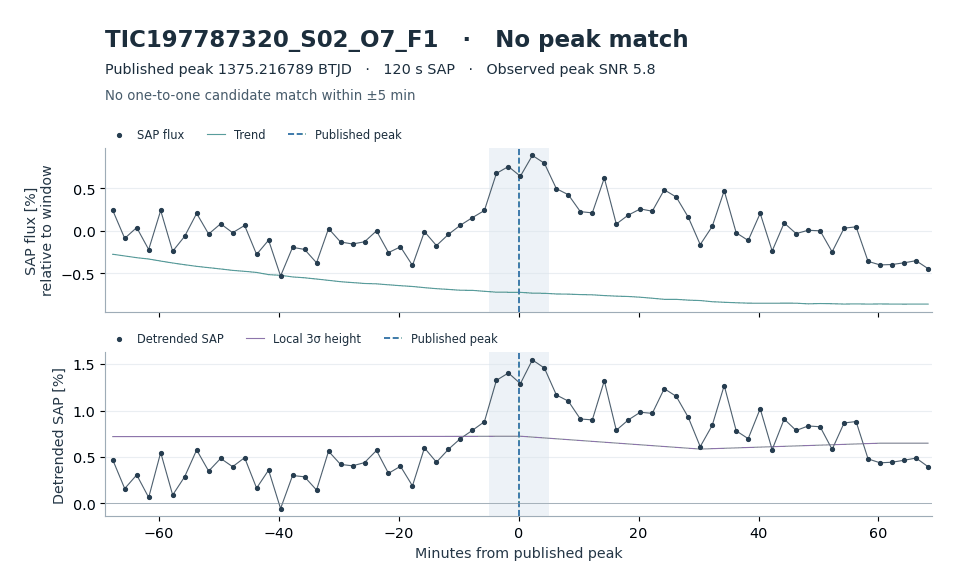 TIC197787320_S02_O7_F1 · No peak match
Published peak 1375.216789 BTJD · 120 s SAP · Observed peak SNR 5.8
No one-to-one candidate match within ±5 min
SAP flux Trend Published peak
SAP flux [%]
relative to window
0.5
0.0
−0.5
Detrended SAP Local 3σ height Published peak
Detrended SAP [%]
1.5
1.0
0.5
0.0
−60 −40 −20 0 20 40 60
Minutes from published peak